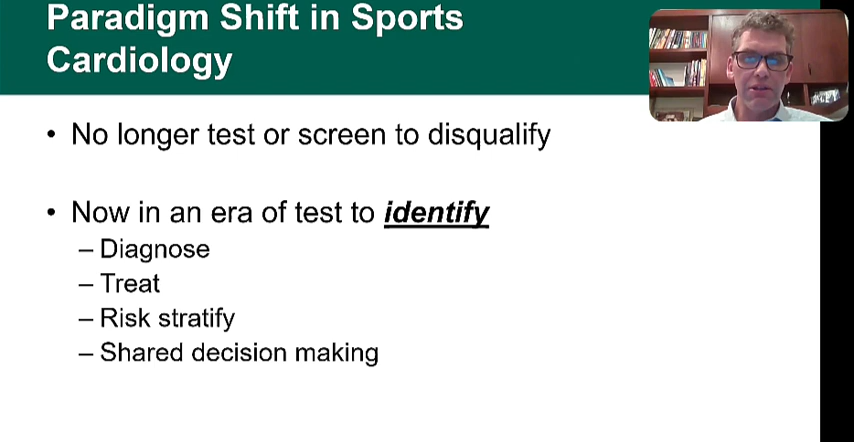 Paradigm Shift in Sports
Cardiology
• No longer test or screen to disqualify
• Now in an era of test to identify
– Diagnose
– Treat
– Risk stratify
– Shared decision making